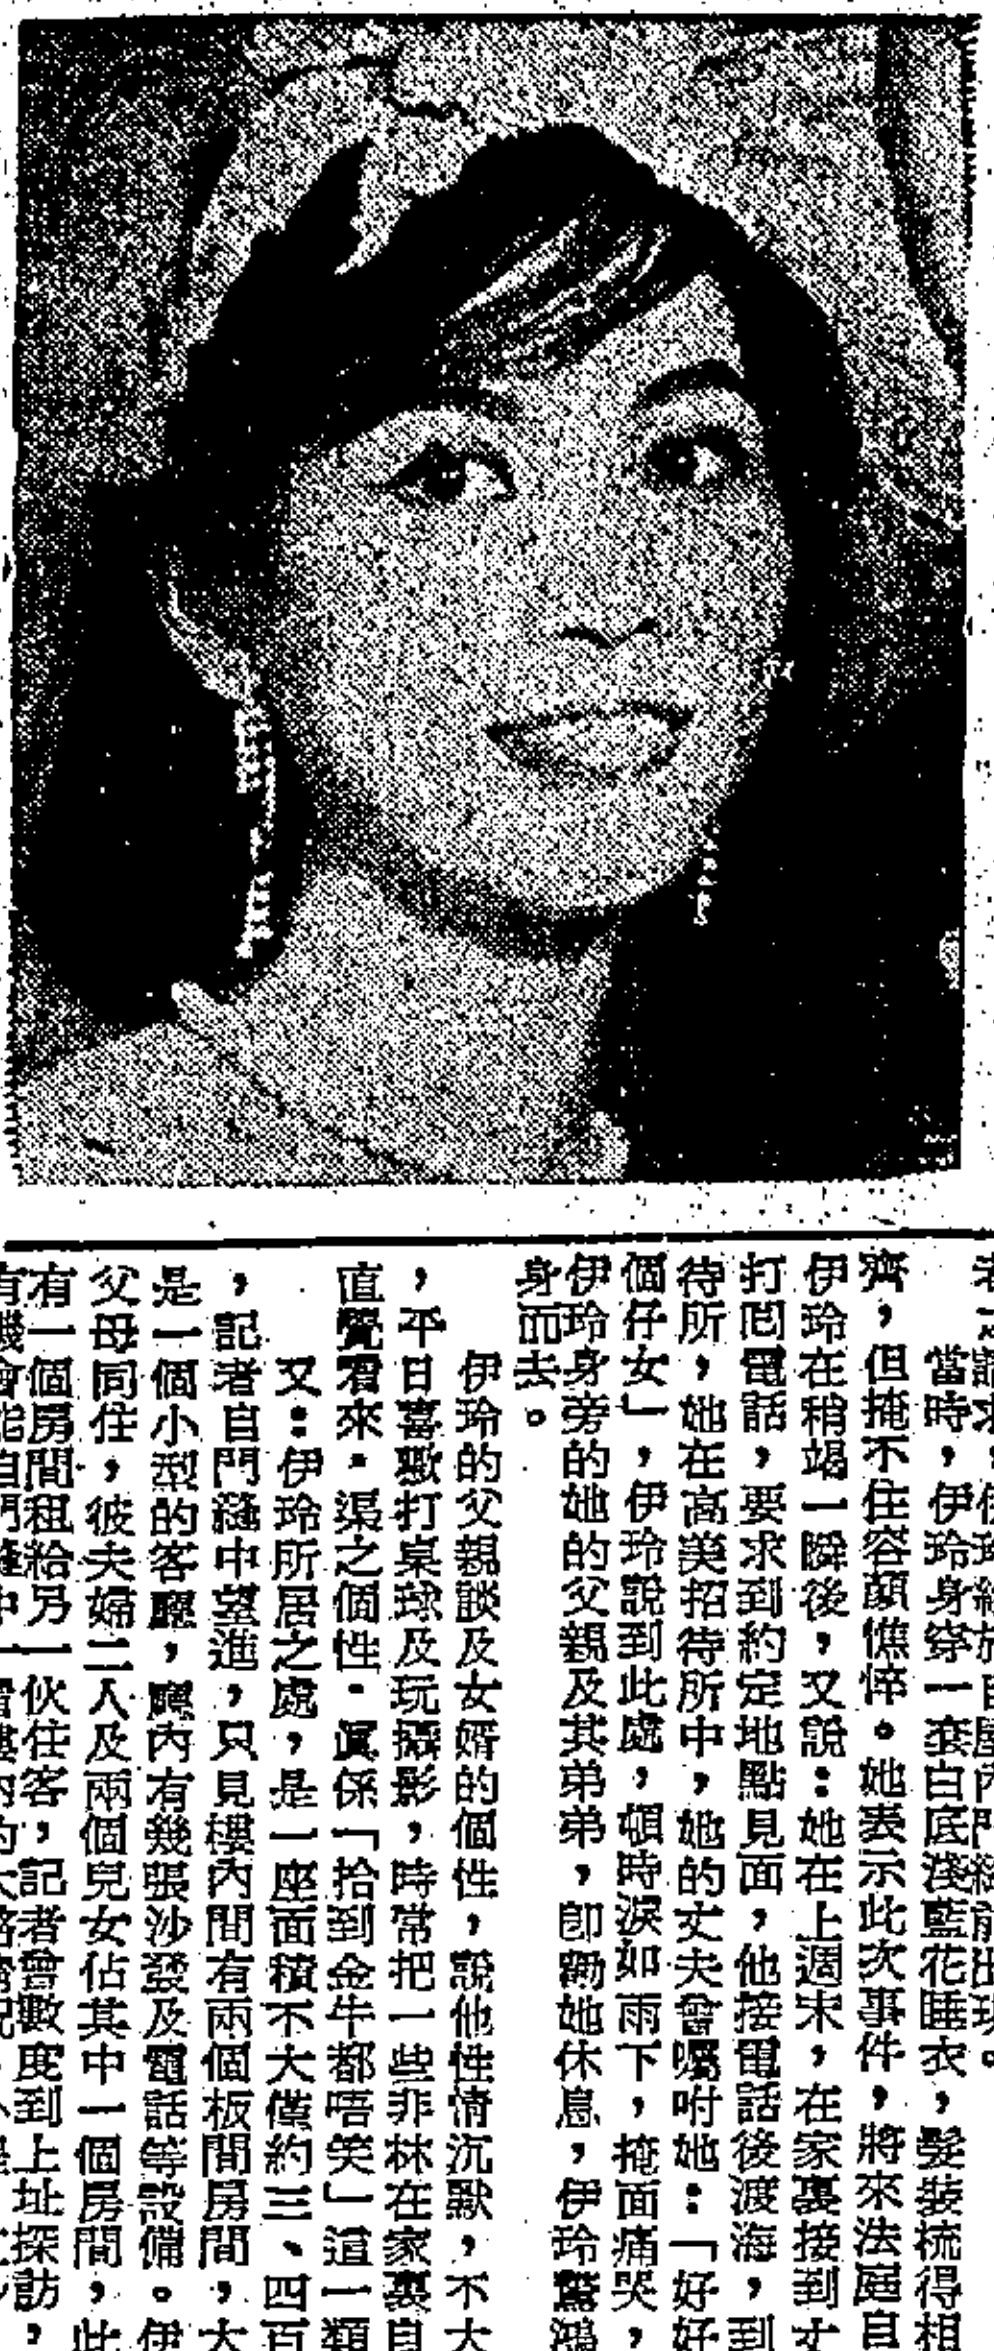 當時，伊玲身穿一套白底淺藍花睡衣，髮裝梳得相
齊，但掩不住容顏憔悴。她表示此次事件，將來法庭自
伊玲在稍竭一瞬後，又說：她在上週末，在家裏接到丈
打囘電話，要求到約定地點見面，他接電話後渡海，到
待所，她在高美招待所中，她的丈夫曾囑咐她：「好好
個仔女」，伊玲說到此處，頓時淚如雨下，掩面痛哭，
伊玲身旁的她的父親及其弟弟，卽勸她休息，伊玲驚鴻
身而去。
伊玲的父親談及女婿的個性，說他性情沉默，不大
，平日喜歡打桌球及玩攝影，時常把一些非林在家裏自
直覺看來，渠之個性，眞係「拾到金牛都唔笑」這一類
又：伊玲所居之處，是一座面積不大僅約三、四百
，記者自門縫中望進，只見樓內間有兩個板間房間，大
是一個小型的客廳，廳內有幾張沙發及電話等設備。伊
父母同住，彼夫婦二人及兩個兒女佔其中一個房間，此
有一個房間租給另一伙住客，記者曾數度到上址探訪，